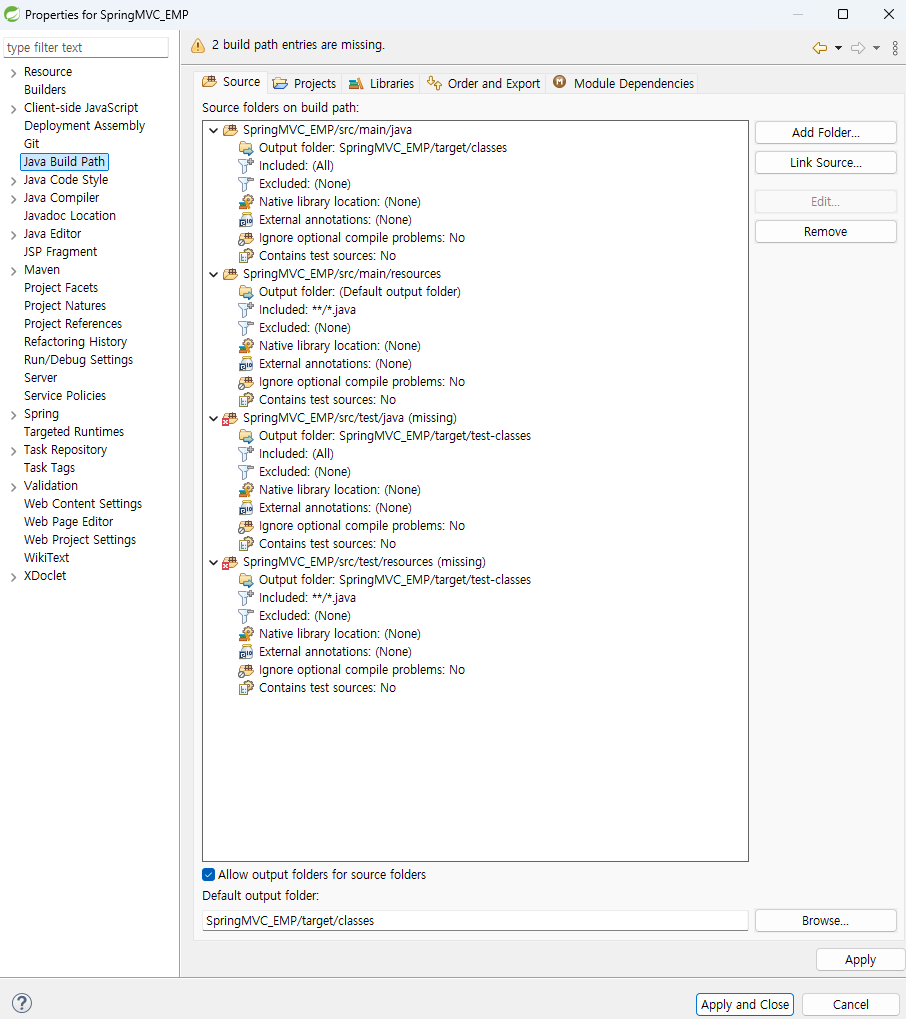 Properties for SpringMVC_EMP
type filter text
Resource
Builders
Client-side JavaScript
Deployment Assembly
Git
Java Build Path
Java Code Style
Java Compiler
Javadoc Location
Java Editor
JSP Fragment
Maven
Project Facets
Project Natures
Project References
Refactoring History
Run/Debug Settings
Server
Service Policies
Spring
Targeted Runtimes
Task Repository
Task Tags
Validation
Web Content Settings
Web Page Editor
Web Project Settings
WikiText
XDoclet
2 build path entries are missing.
Source Projects Libraries Order and Export Module Dependencies
Source folders on build path:
SpringMVC_EMP/src/main/java
Output folder: SpringMVC_EMP/target/classes
Included: (All)
Excluded: (None)
Native library location: (None)
External annotations: (None)
Ignore optional compile problems: No
Contains test sources: No
SpringMVC_EMP/src/main/resources
Output folder: (Default output folder)
Included: **/*.java
Excluded: (None)
Native library location: (None)
External annotations: (None)
Ignore optional compile problems: No
Contains test sources: No
SpringMVC_EMP/src/test/java (missing)
Output folder: SpringMVC_EMP/target/test-classes
Included: (All)
Excluded: (None)
Native library location: (None)
External annotations: (None)
Ignore optional compile problems: No
Contains test sources: No
SpringMVC_EMP/src/test/resources (missing)
Output folder: SpringMVC_EMP/target/test-classes
Included: **/*.java
Excluded: (None)
Native library location: (None)
External annotations: (None)
Ignore optional compile problems: No
Contains test sources: No
Add Folder...
Link Source...
Edit...
Remove
Allow output folders for source folders
Default output folder:
SpringMVC_EMP/target/classes
Browse...
Apply
Apply and Close
Cancel